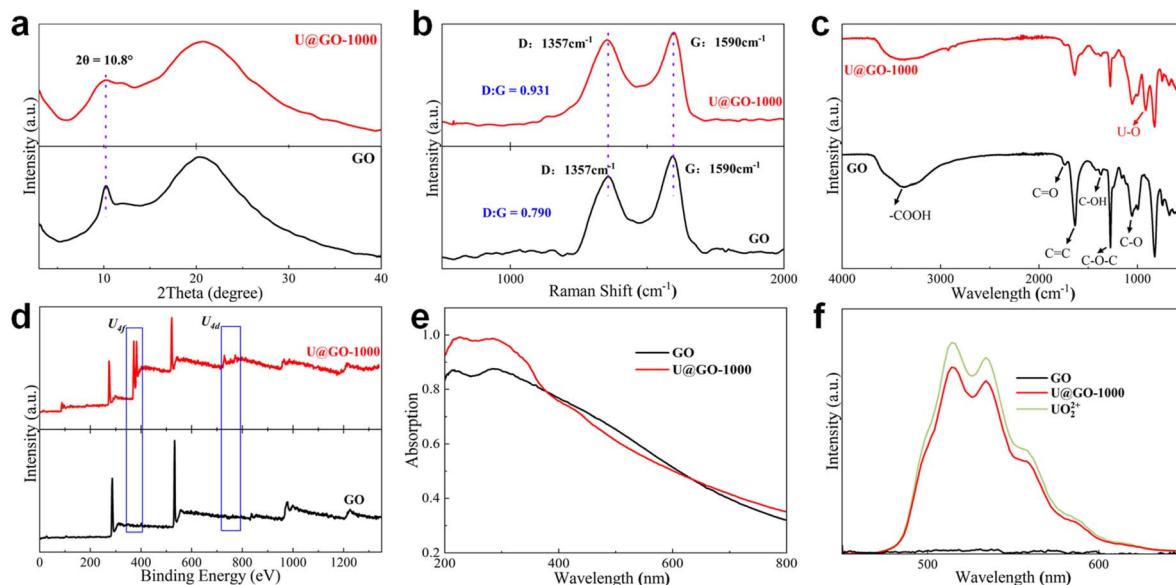 a
U@GO-1000
2θ = 10.8°
GO
Intensity (a.u.)
0 10 20 30 40
2Theta (degree)
b
D: 1357cm-1 G: 1590cm-1
D:G = 0.931
U@GO-1000
D: 1357cm-1 G: 1590cm-1
D:G = 0.790
GO
Intensity (a.u.)
1000 1500 2000
Raman Shift (cm-1)
c
U@GO-1000
U-O
GO
C=O
C-OH
-COOH
C-O
C=C
C-O-C
Intensity (a.u.)
4000 3000 2000 1000
Wavelength (cm-1)
d
U4f
U4d
U@GO-1000
GO
Intensity (a.u.)
0 200 400 600 800 1000 1200
Binding Energy (eV)
e
GO
U@GO-1000
Absorption
1.0
0.8
0.6
0.4
0.2
200 400 600 800
Wavelength (nm)
f
GO
U@GO-1000
UO2 2+
Intensity (a.u.)
500 600
Wavelength (nm)